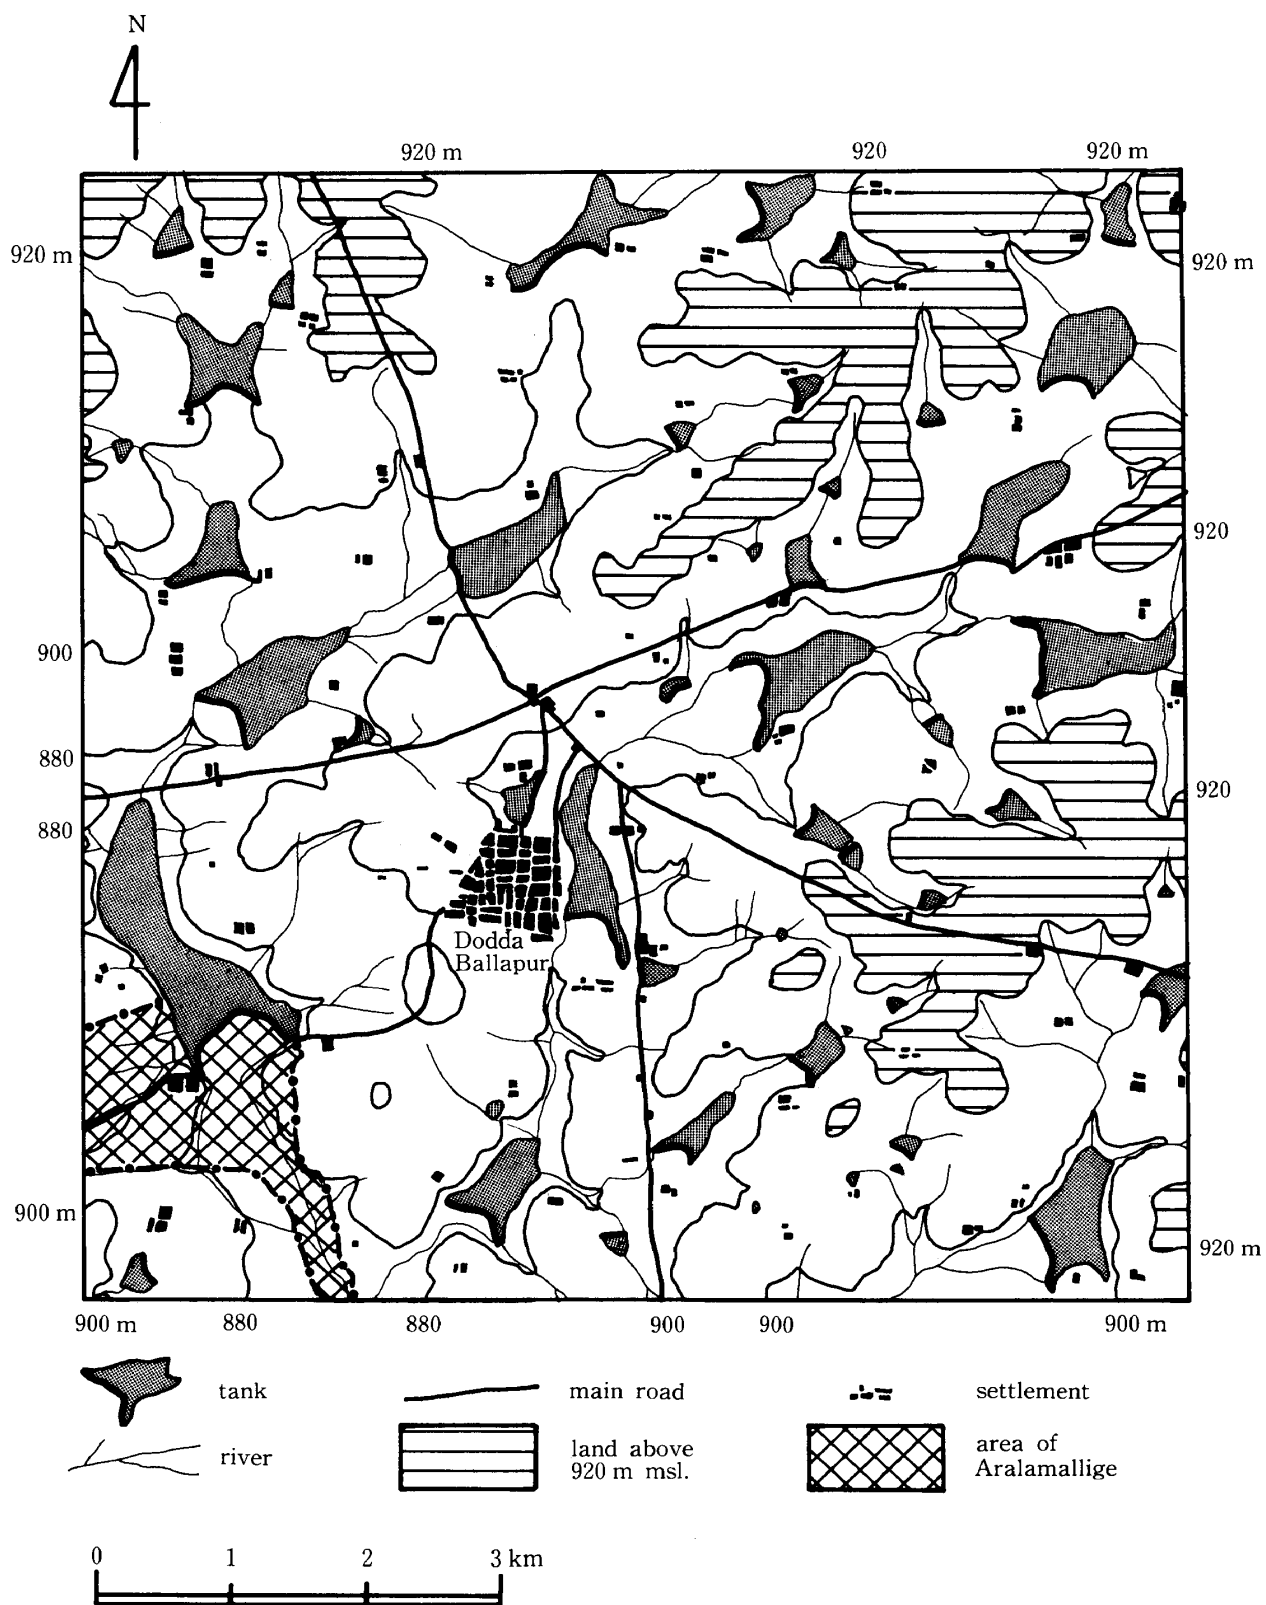 N
920 m
920
920 m
920 m
920 m
920
900
880
920
880
Dodda
Ballapur
900 m
920 m
900 m
880
880
900
900
900 m
tank
main road
settlement
river
land above
920 m msl.
area of
Aralamallige
0
1
2
3 km